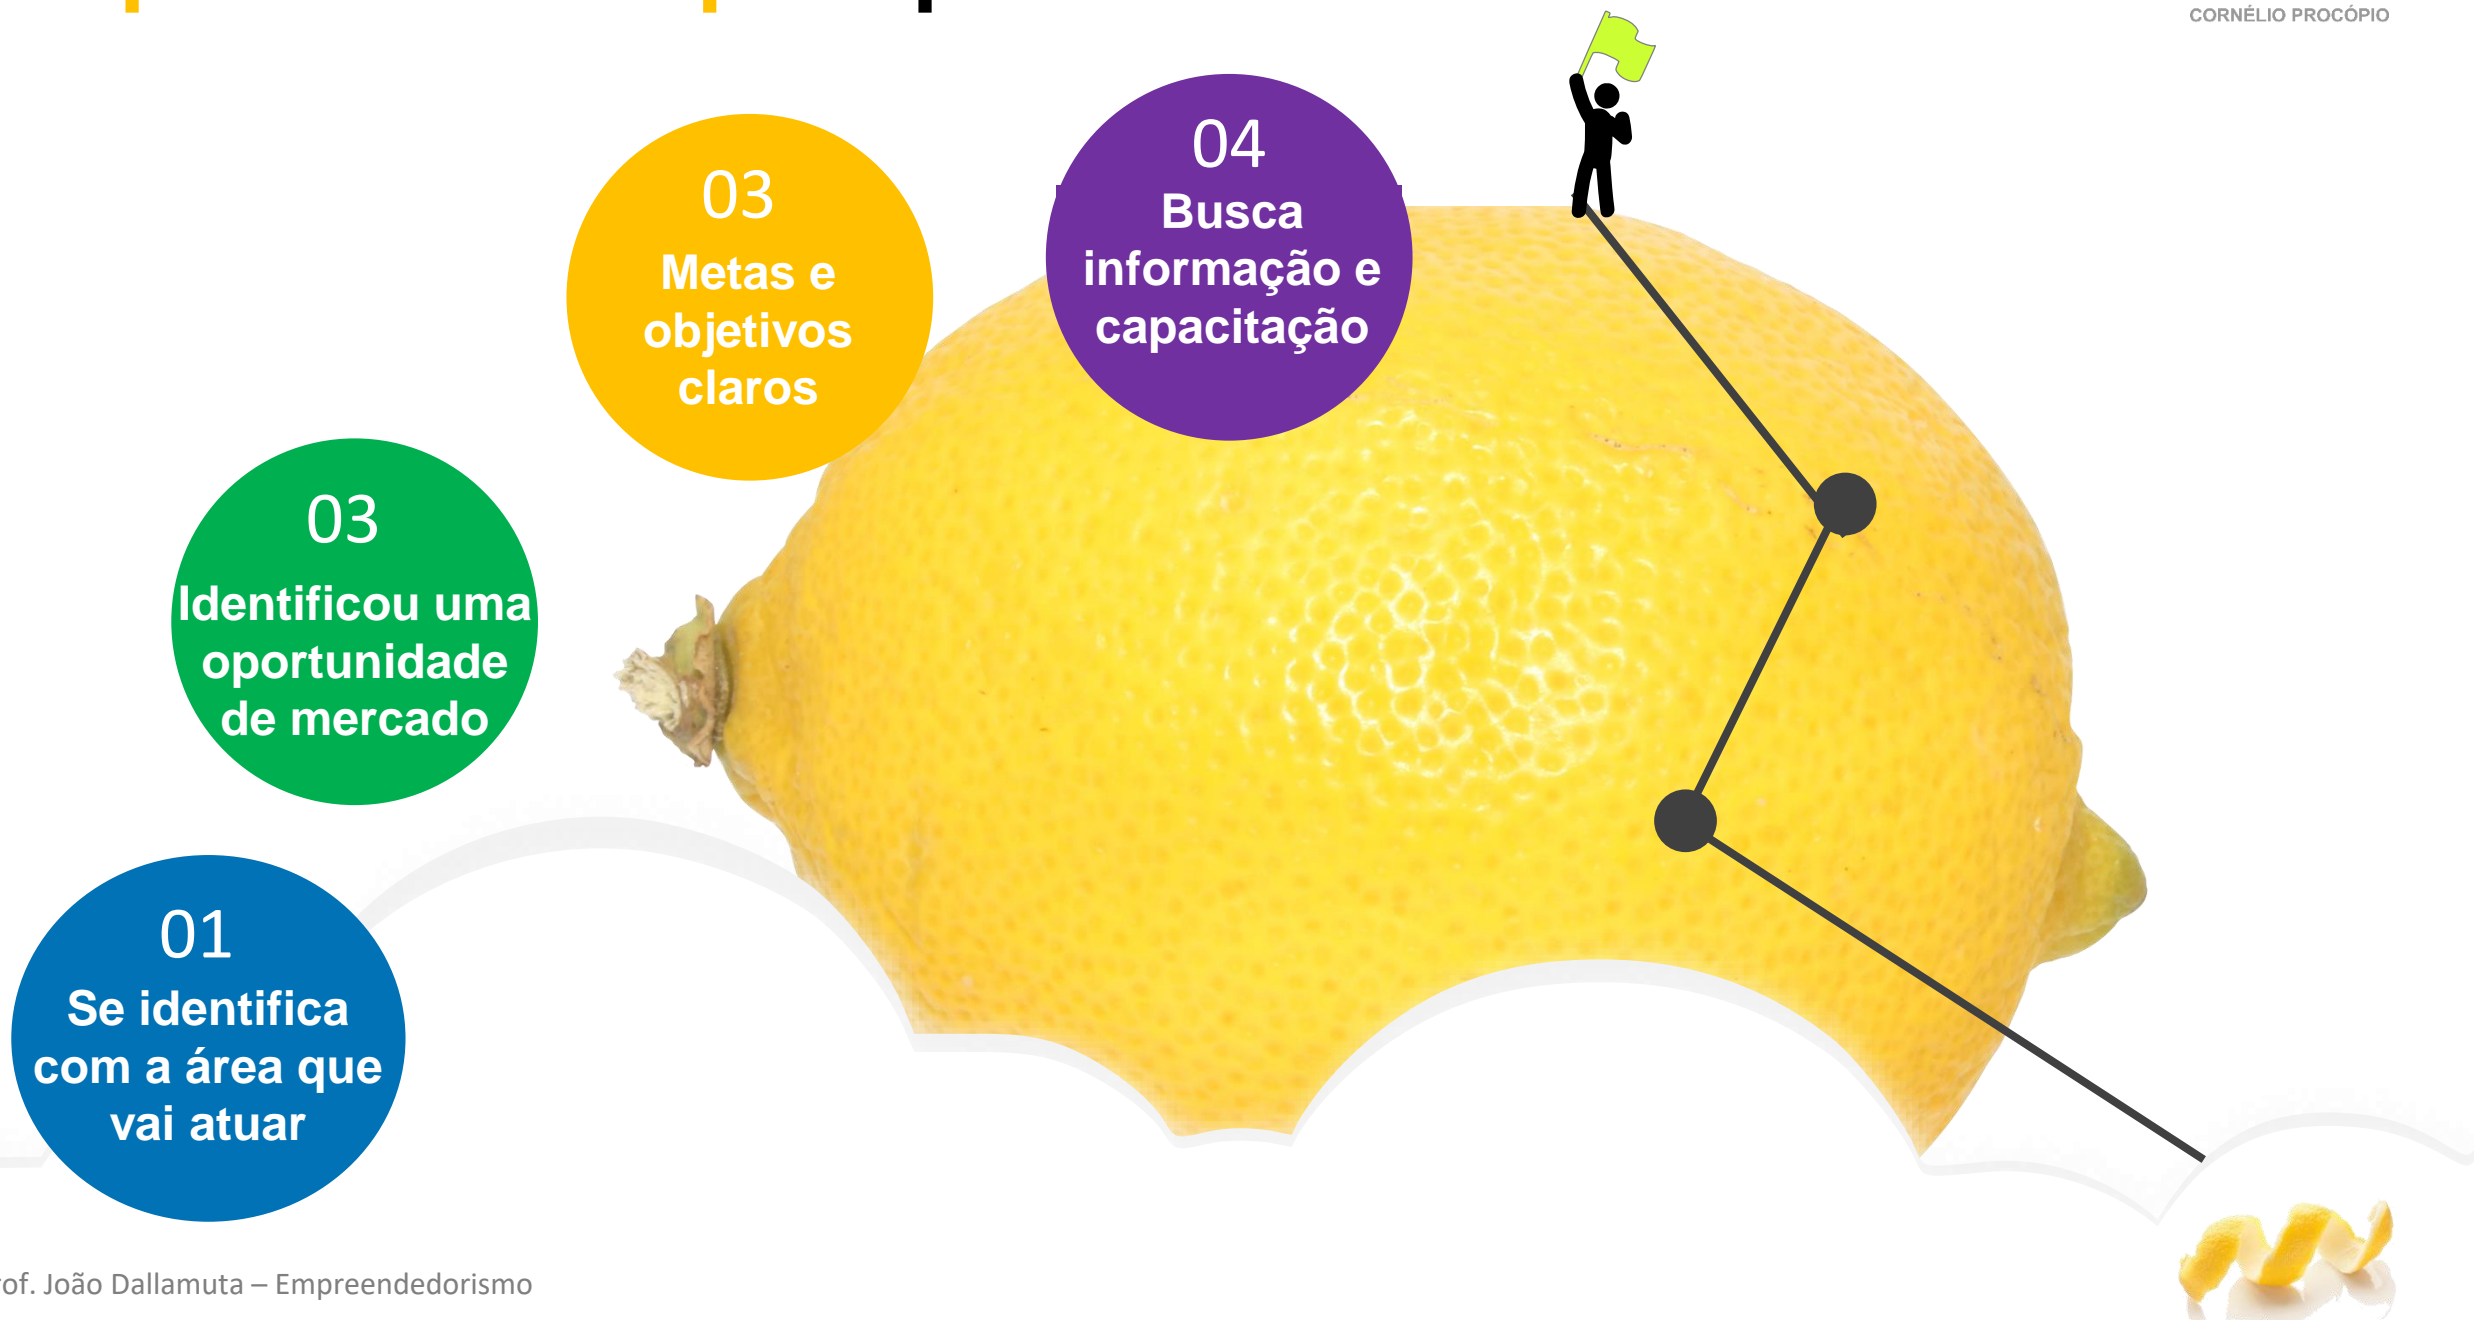 CORNÉLIO PROCÓPIO
04
Busca
informação e
capacitação
03
Metas e
objetivos
claros
03
Identificou uma
oportunidade
de mercado
01
Se identifica
com a área que
vai atuar
of. João Dallamuta – Empreendedorismo